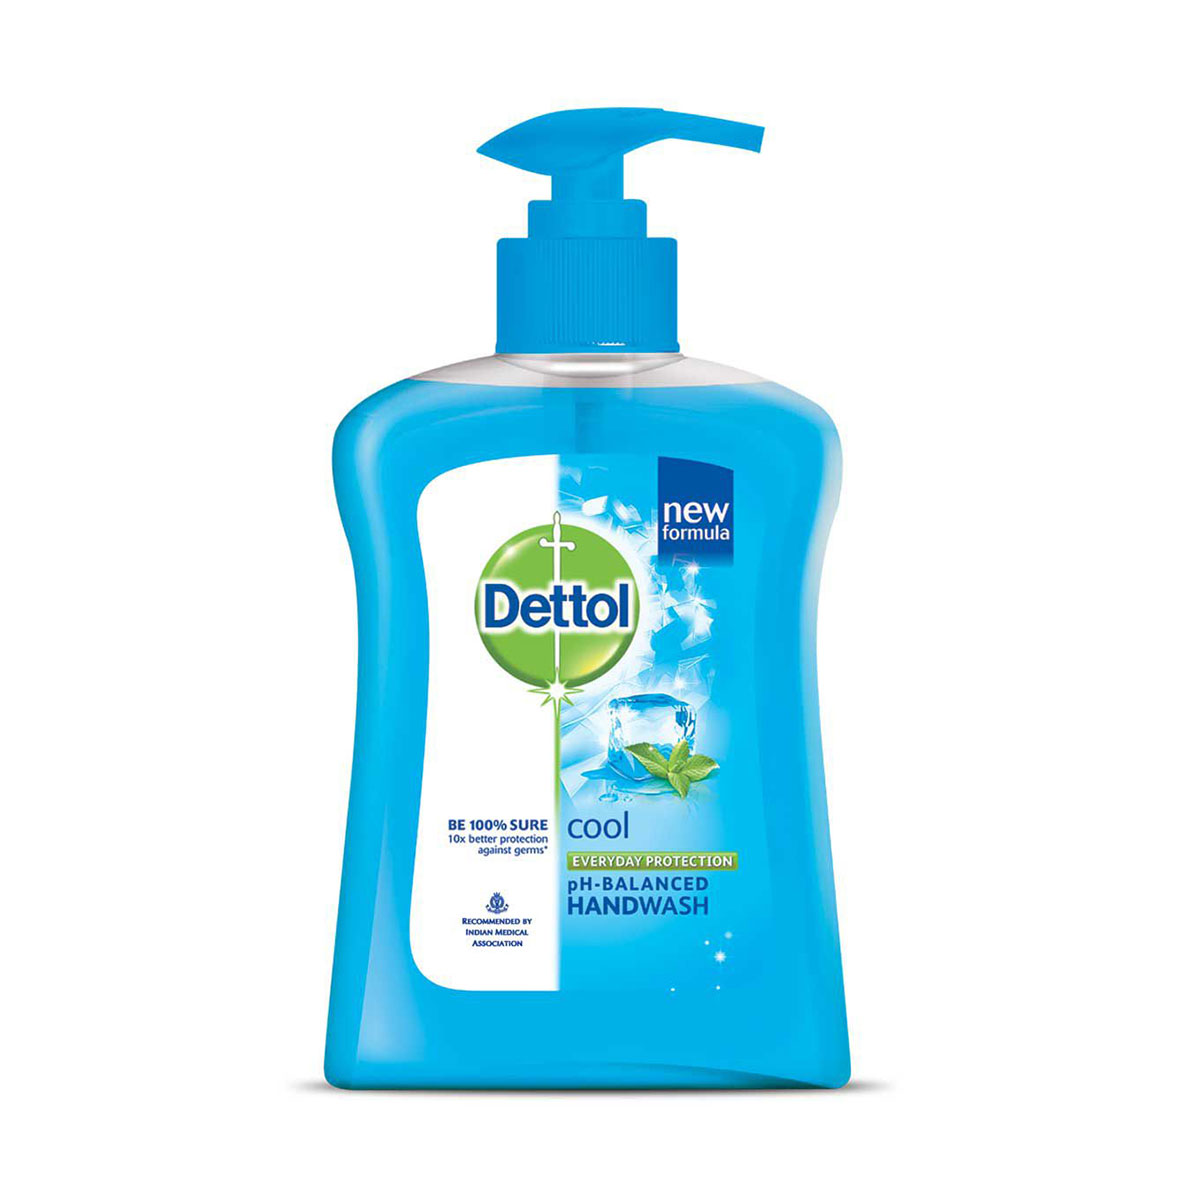 new
formula
Dettol
BE 100% SURE
10x better protection
against germs*
cool
EVERYDAY PROTECTION
pH-BALANCED
HANDWASH
RECOMMENDED BY
INDIAN MEDICAL
ASSOCIATION